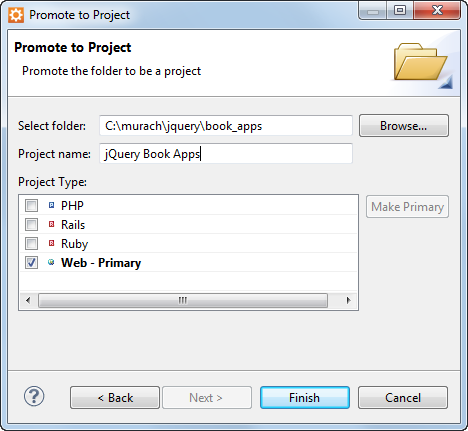 Promote to Project
Promote to Project
Promote the folder to be a project
Select folder: C:\murach\jquery\book_apps Browse...
Project name: jQuery Book Apps
Project Type:
PHP Make Primary
Rails
Ruby
Web - Primary
? < Back Next > Finish Cancel